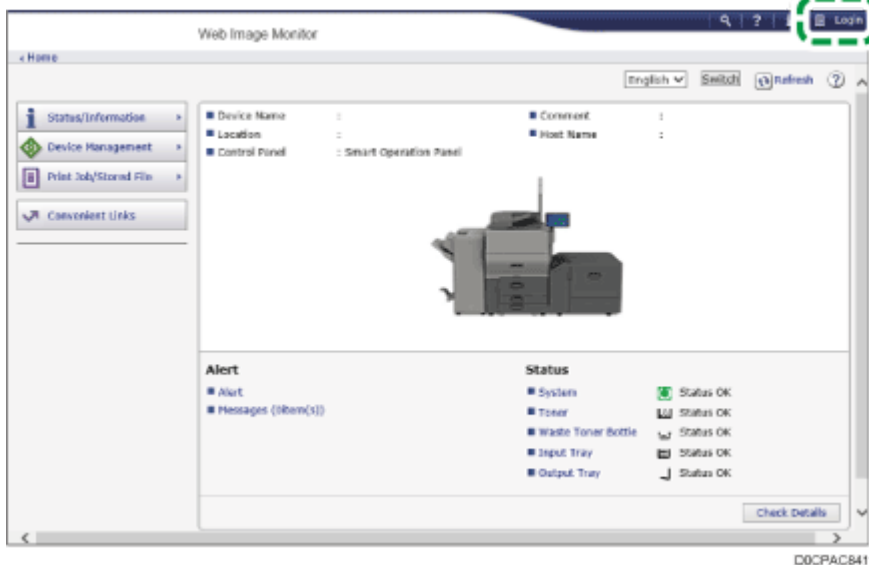 Login
Web Image Monitor
Home
English Switch Refresh
Status/Information
Device Management
Print Job/Stored File
Convenient Links
Device Name :
Location :
Control Panel : Smart Operation Panel
Comment :
Host Name :
Alert
Alert
Messages (0item(s))
Status
System Status OK
Toner Status OK
Waste Toner Bottle Status OK
Input Tray Status OK
Output Tray Status OK
Check Details
D0CPAC841